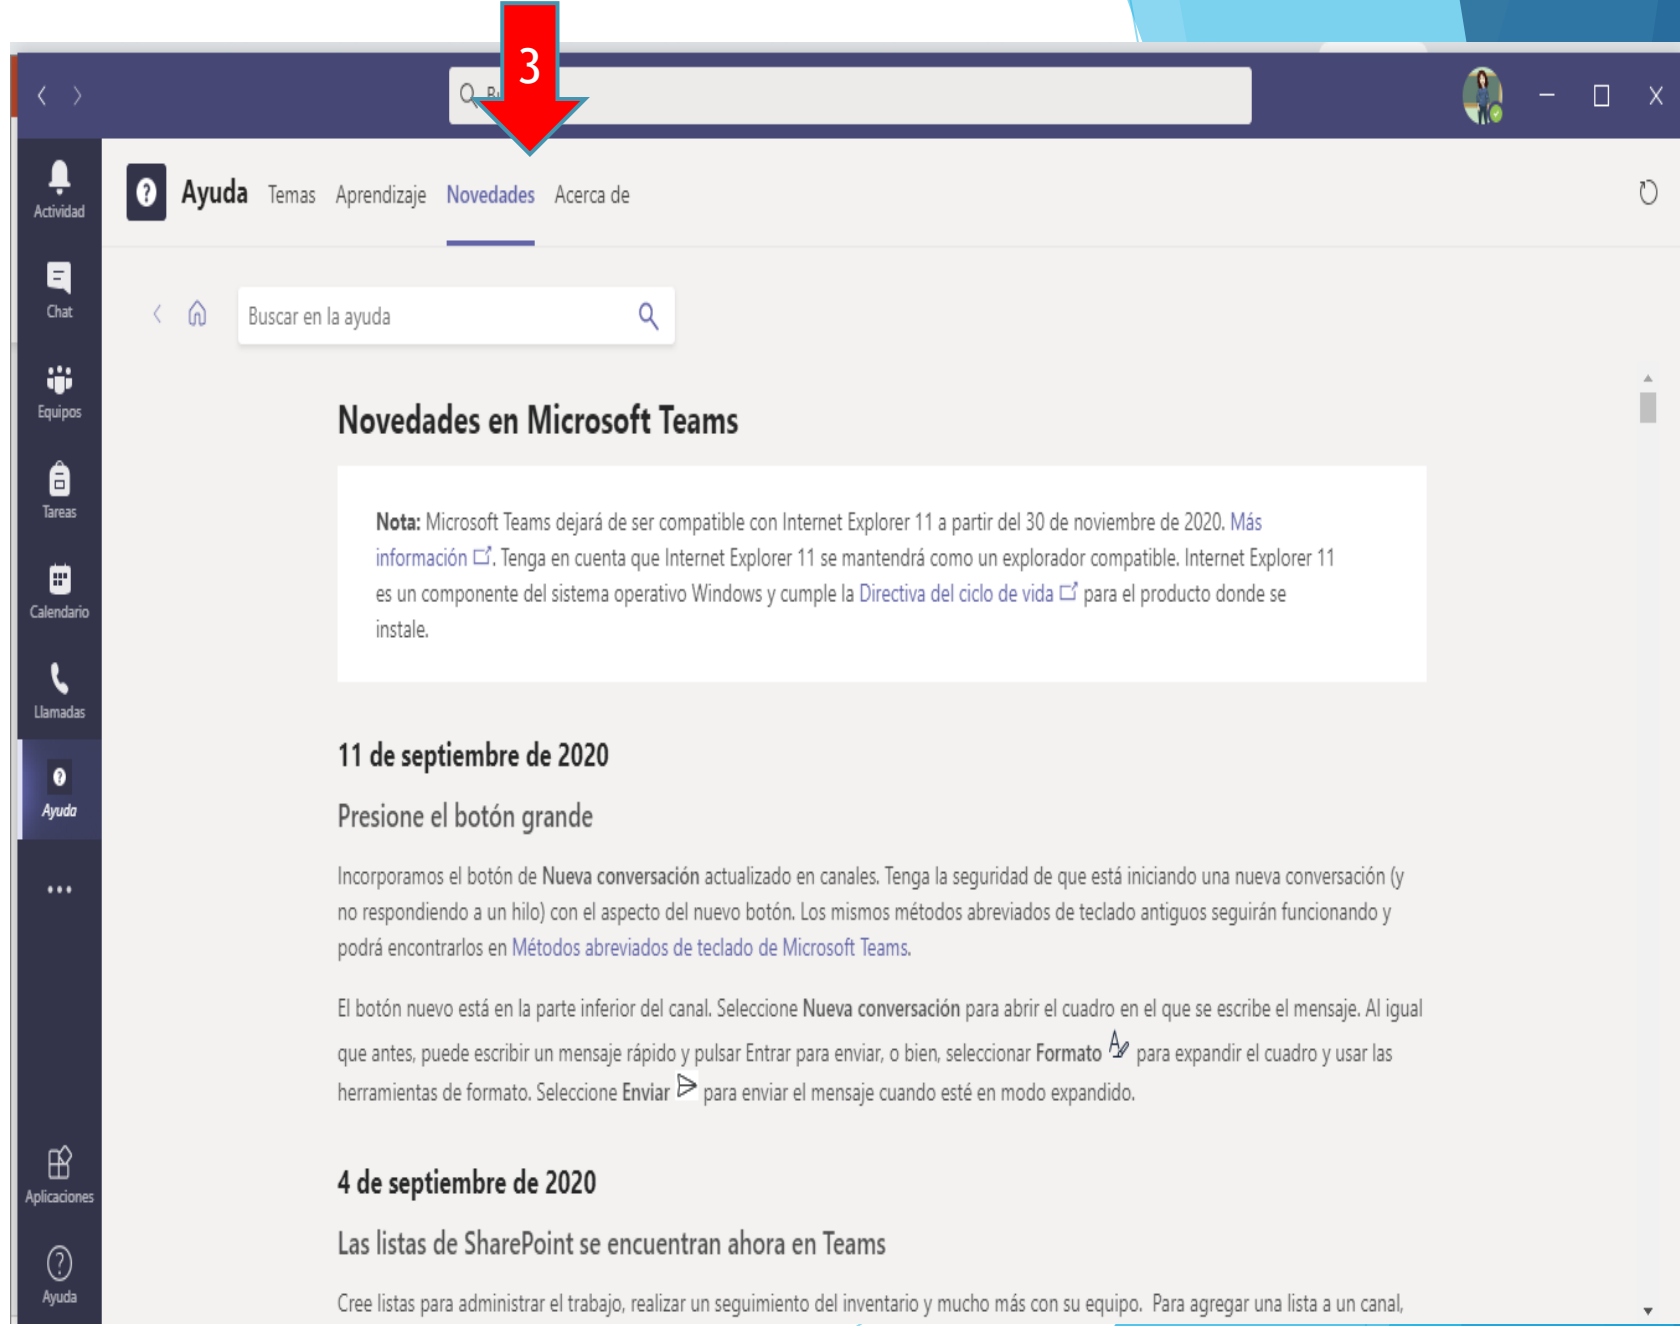 3
Actividad
Chat
Equipos
Tareas
Calendario
Llamadas
Ayuda
Aplicaciones
Ayuda
Ayuda Temas Aprendizaje Novedades Acerca de
Buscar en la ayuda
Novedades en Microsoft Teams
Nota: Microsoft Teams dejará de ser compatible con Internet Explorer 11 a partir del 30 de noviembre de 2020. Más
información. Tenga en cuenta que Internet Explorer 11 se mantendrá como un explorador compatible. Internet Explorer 11
es un componente del sistema operativo Windows y cumple la Directiva del ciclo de vida para el producto donde se
instale.
11 de septiembre de 2020
Presione el botón grande
Incorporamos el botón de Nueva conversación actualizado en canales. Tenga la seguridad de que está iniciando una nueva conversación (y
no respondiendo a un hilo) con el aspecto del nuevo botón. Los mismos métodos abreviados de teclado antiguos seguirán funcionando y
podrá encontrarlos en Métodos abreviados de teclado de Microsoft Teams.
El botón nuevo está en la parte inferior del canal. Seleccione Nueva conversación para abrir el cuadro en el que se escribe el mensaje. Al igual
que antes, puede escribir un mensaje rápido y pulsar Entrar para enviar, o bien, seleccionar Formato para expandir el cuadro y usar las
herramientas de formato. Seleccione Enviar para enviar el mensaje cuando esté en modo expandido.
4 de septiembre de 2020
Las listas de SharePoint se encuentran ahora en Teams
Cree listas para administrar el trabajo, realizar un seguimiento del inventario y mucho más con su equipo. Para agregar una lista a un canal,